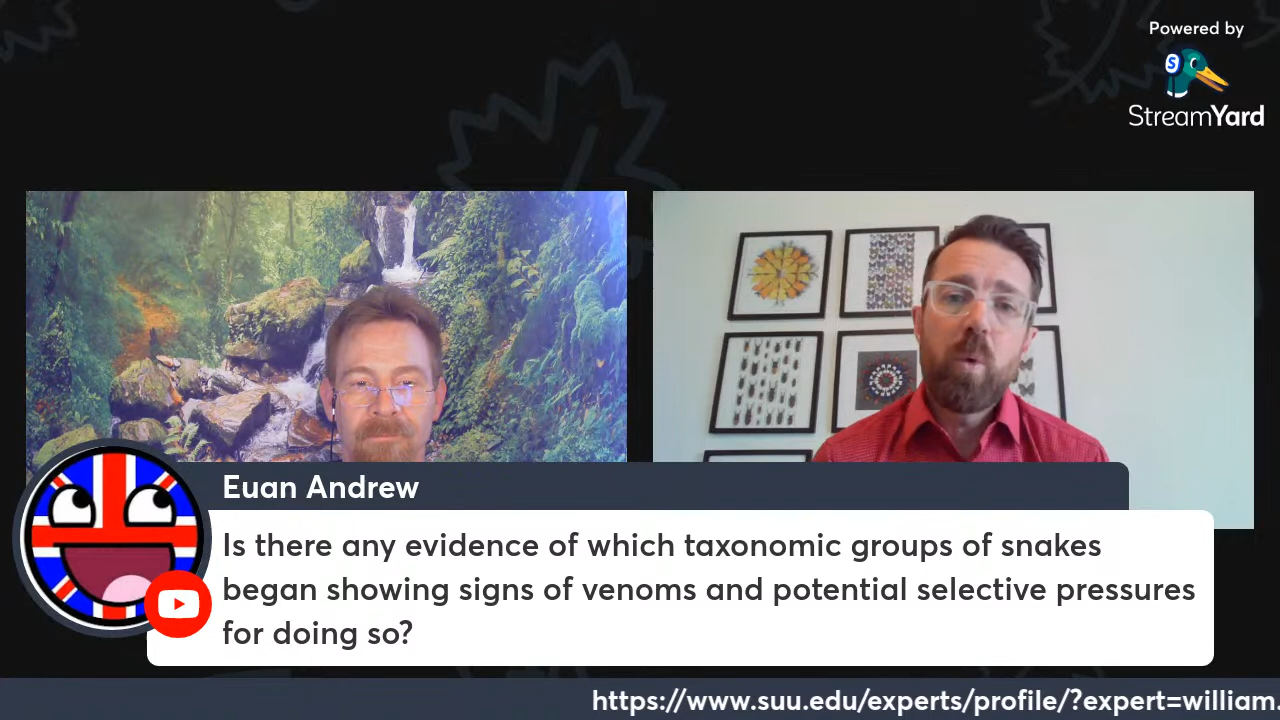 Powered by
StreamYard
Euan Andrew
Is there any evidence of which taxonomic groups of snakes
began showing signs of venoms and potential selective pressures
for doing so?
https://www.suu.edu/experts/profile/?expert=william.